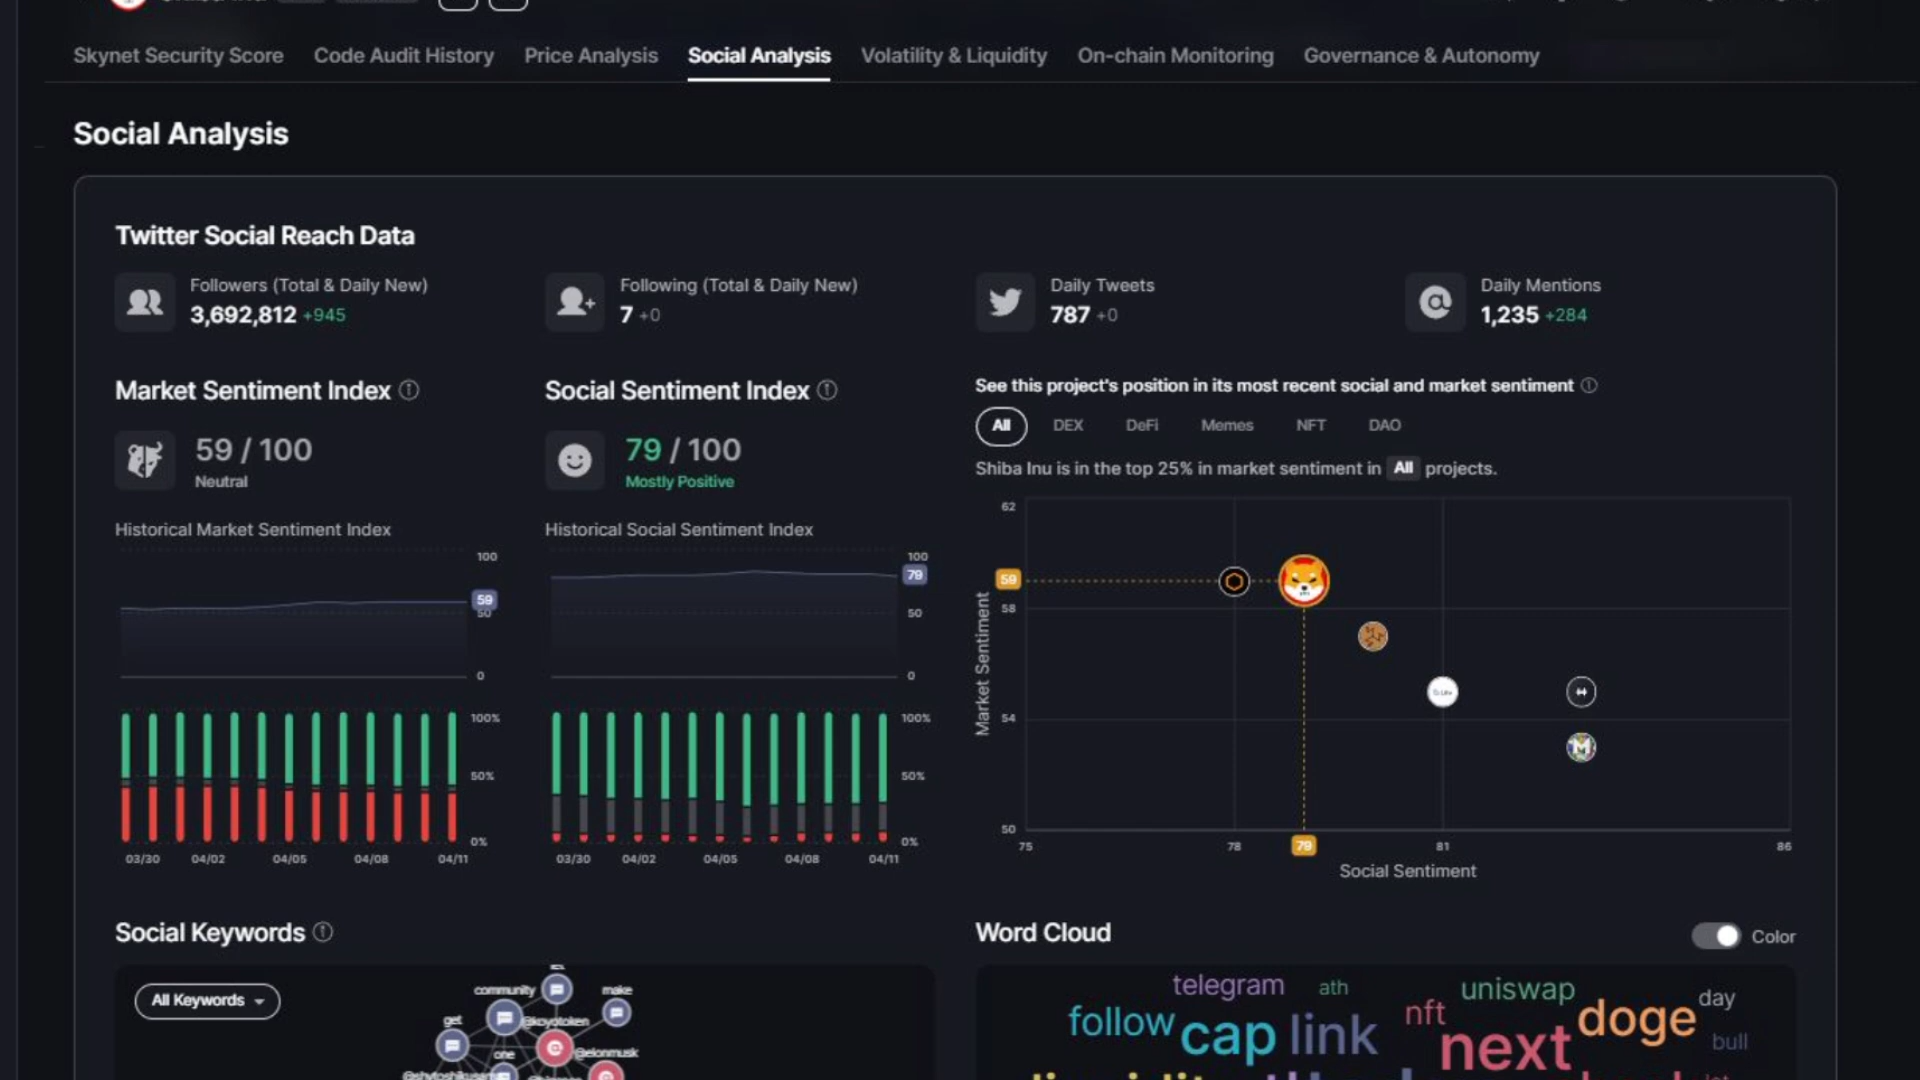 Skynet Security Score Code Audit History Price Analysis Social Analysis Volatility & Liquidity On-chain Monitoring Governance & Autonomy
Social Analysis
Twitter Social Reach Data
Followers (Total & Daily New)
3,692,812 +945
Following (Total & Daily New)
7 +0
Daily Tweets
787 +0
Daily Mentions
1,235 +284
Market Sentiment Index
59 / 100
Neutral
Historical Market Sentiment Index
100
59
50
0
100%
50%
0%
03/30 04/02 04/05 04/08 04/11
Social Sentiment Index
79 / 100
Mostly Positive
Historical Social Sentiment Index
100
79
50
0
100%
50%
0%
03/30 04/02 04/05 04/08 04/11
See this project's position in its most recent social and market sentiment
All DEX DeFi Memes NFT DAO
Shiba Inu is in the top 25% in market sentiment in All projects.
Market Sentiment
62
59
58
54
50
75 78 79 81 86
Social Sentiment
Social Keywords
All Keywords
community
make
get
@koyotoken
one
@elonmusk
Word Cloud
Color
telegram ath uniswap day
follow cap link nft doge
next bull